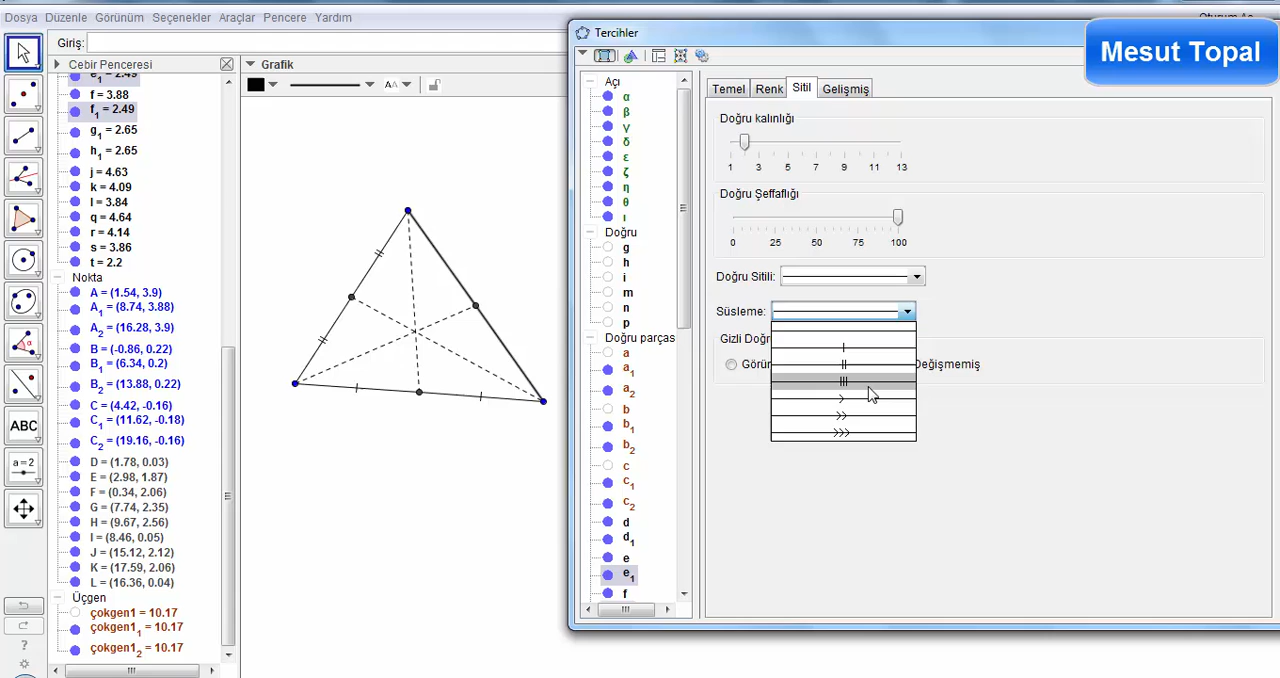 Dosya Düzenle Görünüm Seçenekler Araçlar Pencere Yardım
Giriş:
Cebir Penceresi
Grafik
f = 3.88
f1 = 2.49
g1 = 2.65
h1 = 2.65
j = 4.63
k = 4.09
l = 3.84
q = 4.64
r = 4.14
s = 3.86
t = 2.2
Nokta
A = (1.54, 3.9)
A1 = (8.74, 3.88)
A2 = (16.28, 3.9)
B = (-0.86, 0.22)
B1 = (6.34, 0.2)
B2 = (13.88, 0.22)
C = (4.42, -0.16)
C1 = (11.62, -0.18)
C2 = (19.16, -0.16)
D = (1.78, 0.03)
E = (2.98, 1.87)
F = (0.34, 2.06)
G = (7.74, 2.35)
H = (9.67, 2.56)
I = (8.46, 0.05)
J = (15.12, 2.12)
K = (17.59, 2.06)
L = (16.36, 0.04)
Üçgen
çokgen1 = 10.17
çokgen11 = 10.17
çokgen12 = 10.17
ABC
a=2
AA
Tercihler
Mesut Topal
Açı
α
β
γ
δ
ε
ζ
η
θ
ι
Doğru
g
h
i
m
n
p
Doğru parças
a
a1
a2
b
b1
b2
c
c1
c2
d
d1
e
e1
f
Temel Renk Sitil Gelişmiş
Doğru kalınlığı
1 3 5 7 9 11 13
Doğru Şeffaflığı
0 25 50 75 100
Doğru Sitili:
Süsleme:
Gizli Doğr
Görün
Değişmemiş